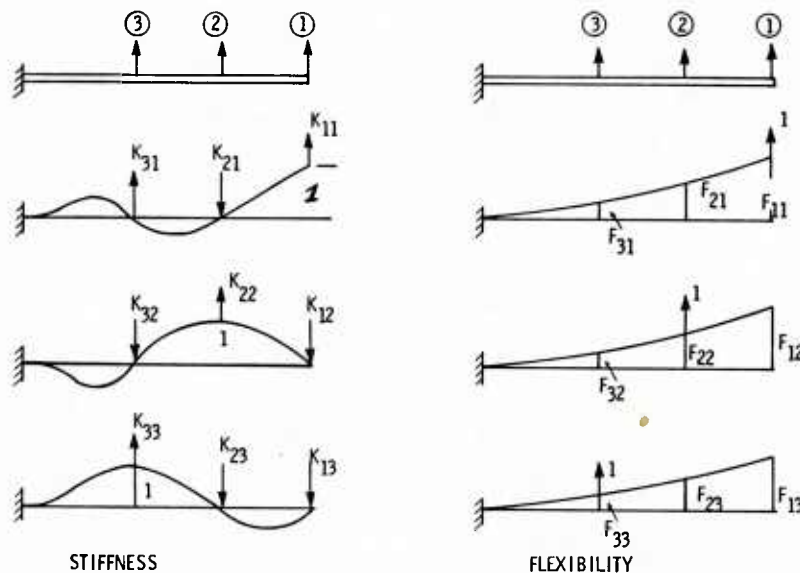 ③ ② ①
③ ② ①
K11
K31 K21
1
1
F21
F11
F31
K22
K32 K12
1
1
F12
F22
F32
K33
K23 K13
1
1
F23 F13
F33
STIFFNESS FLEXIBILITY